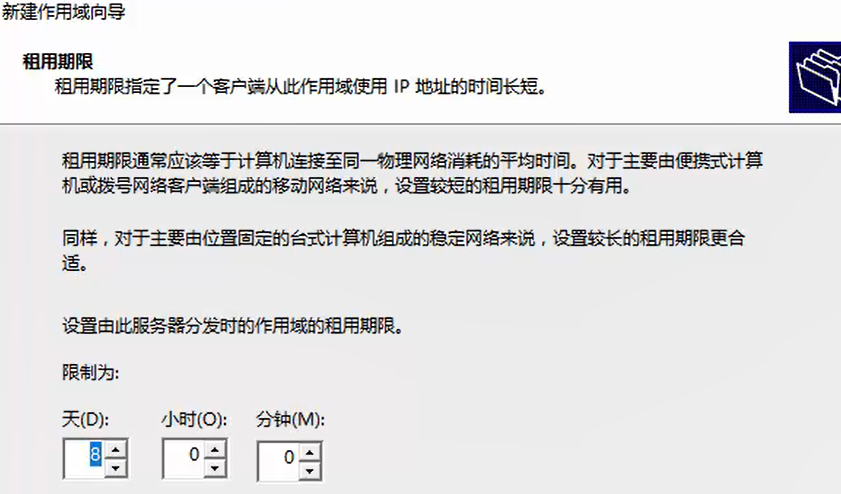 新建作用域向导
租用期限
租用期限指定了一个客户端从此作用域使用 IP 地址的时间长短。
租用期限通常应该等于计算机连接至同一物理网络消耗的平均时间。对于主要由便携式计算
机或拨号网络客户端组成的移动网络来说，设置较短的租用期限十分有用。
同样，对于主要由位置固定的台式计算机组成的稳定网络来说，设置较长的租用期限更合
适。
设置由此服务器分发时的作用域的租用期限。
限制为:
天(D): 小时(O): 分钟(M):
8 0 0